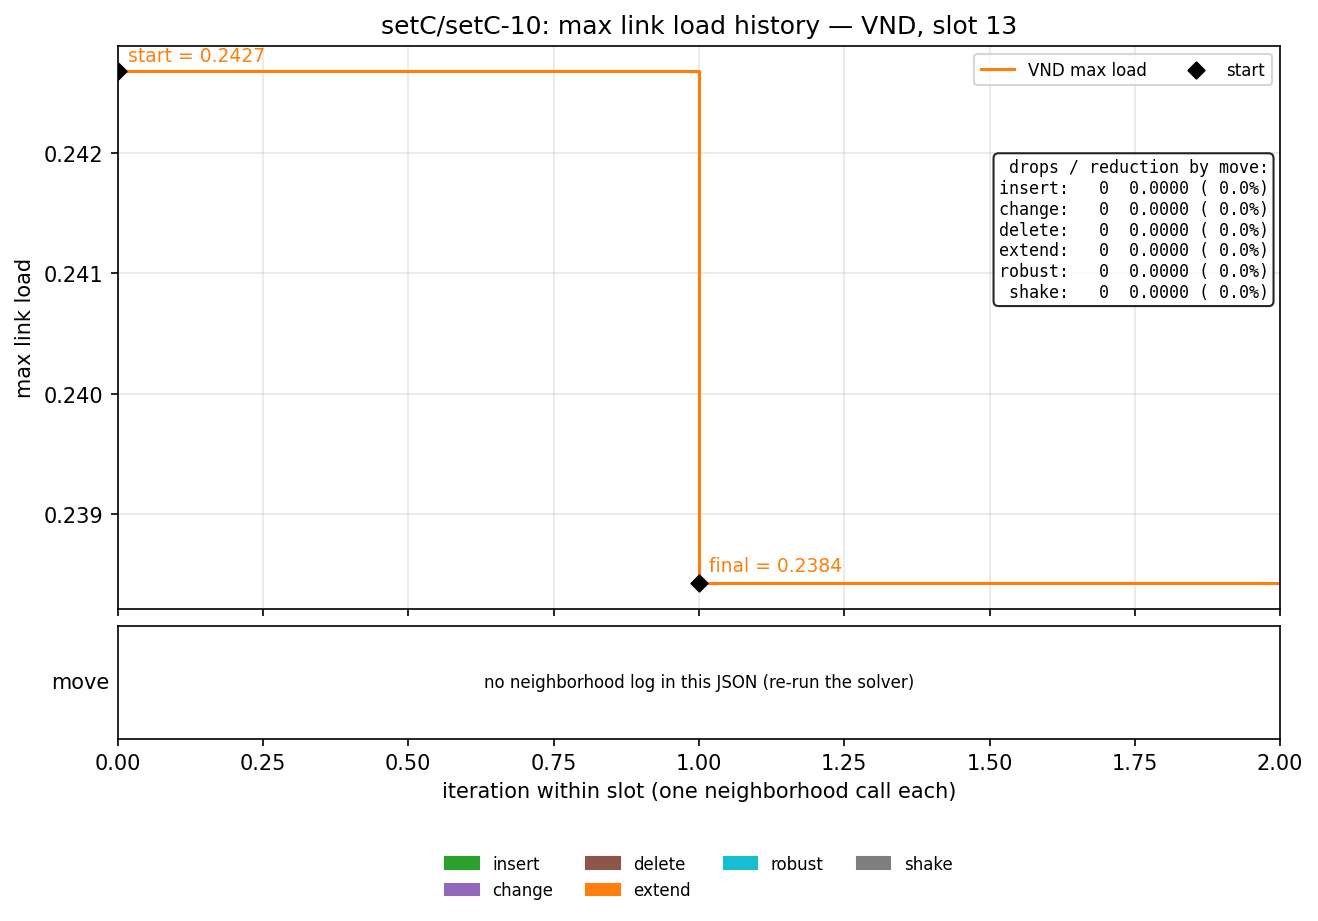 setC/setC-10: max link load history — VND, slot 13
start = 0.2427
VND max load   start
0.242
0.241
0.240
0.239
max link load
drops / reduction by move:
insert:   0  0.0000 ( 0.0%)
change:   0  0.0000 ( 0.0%)
delete:   0  0.0000 ( 0.0%)
extend:   0  0.0000 ( 0.0%)
robust:   0  0.0000 ( 0.0%)
shake:   0  0.0000 ( 0.0%)
final = 0.2384
move
no neighborhood log in this JSON (re-run the solver)
0.00 0.25 0.50 0.75 1.00 1.25 1.50 1.75 2.00
iteration within slot (one neighborhood call each)
insert delete robust shake
change extend